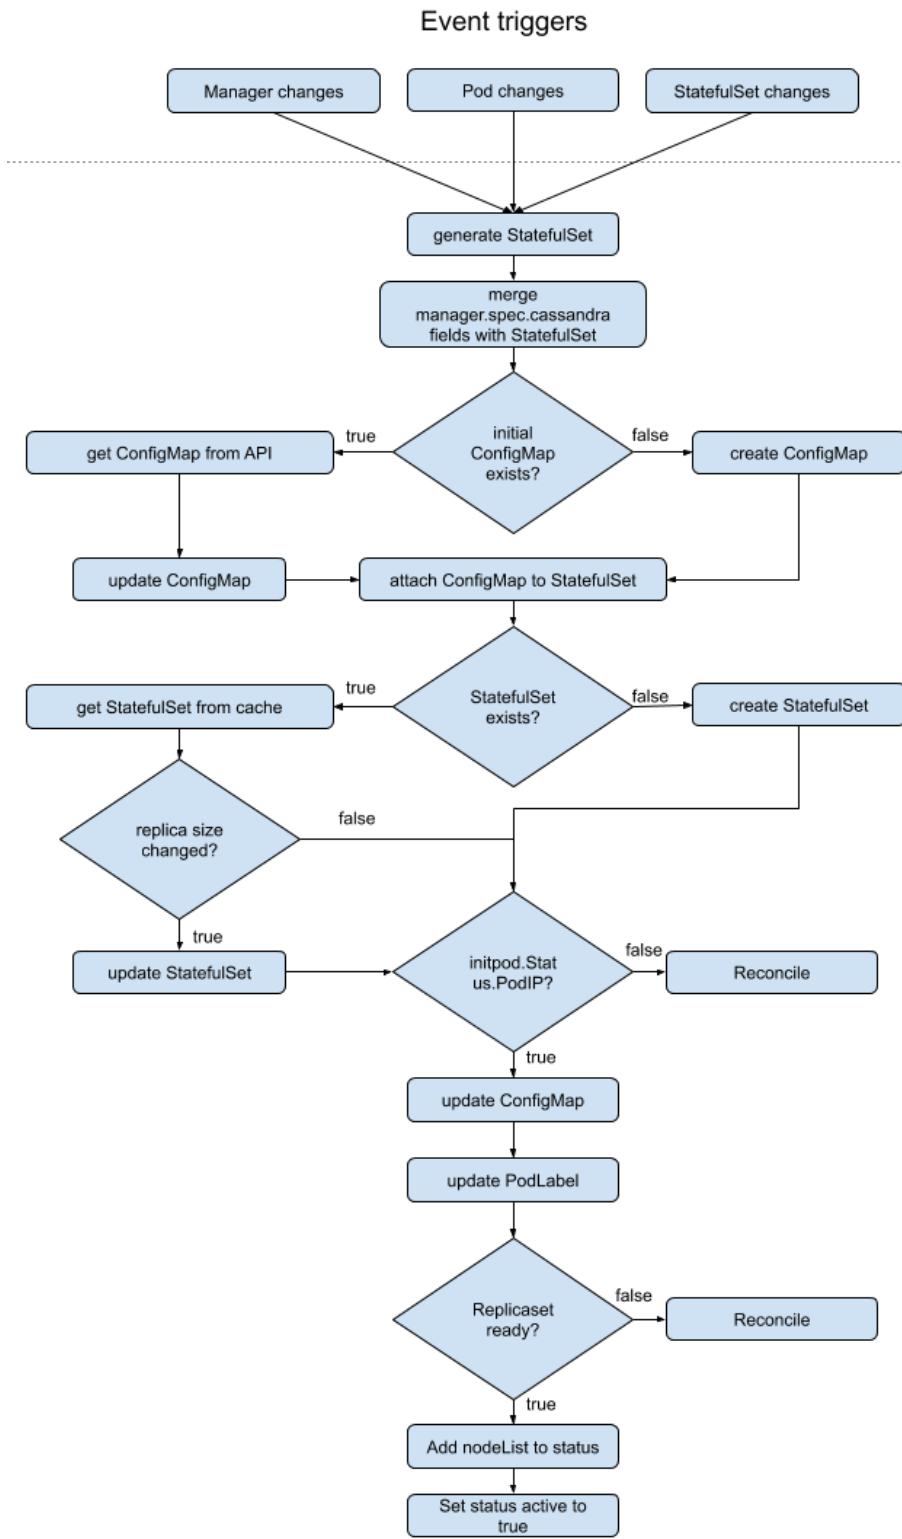 Event triggers
Manager changes
Pod changes
StatefulSet changes
generate StatefulSet
merge
manager.spec.cassandra
fields with StatefulSet
initial
ConfigMap
exists?
true
false
get ConfigMap from API
create ConfigMap
update ConfigMap
attach ConfigMap to StatefulSet
StatefulSet
exists?
true
false
get StatefulSet from cache
create StatefulSet
replica size
changed?
false
true
update StatefulSet
initpod.Stat
us.PodIP?
false
Reconcile
true
update ConfigMap
update PodLabel
Replicaset
ready?
false
Reconcile
true
Add nodeList to status
Set status active to
true